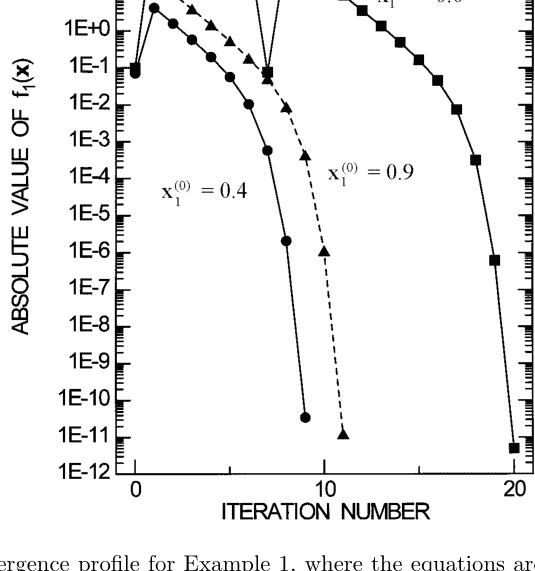 1E+0
1E-1
1E-2
1E-3
1E-4
1E-5
1E-6
1E-7
1E-8
1E-9
1E-10
1E-11
1E-12
ABSOLUTE VALUE OF f₁(x)
x₁⁽⁰⁾ = 0.4
x₁⁽⁰⁾ = 0.9
0 10 20
ITERATION NUMBER
ergence profile for Example 1, where the equations are